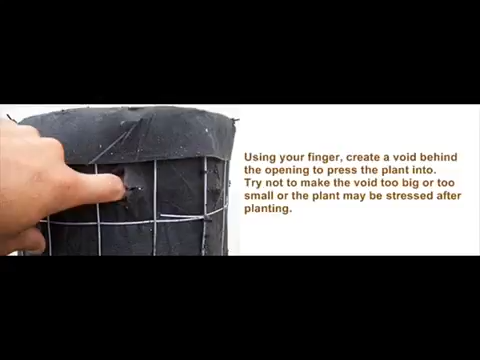 Using your finger, create a void behind
the opening to press the plant into.
Try not to make the void too big or too
small or the plant may be stressed after
planting.